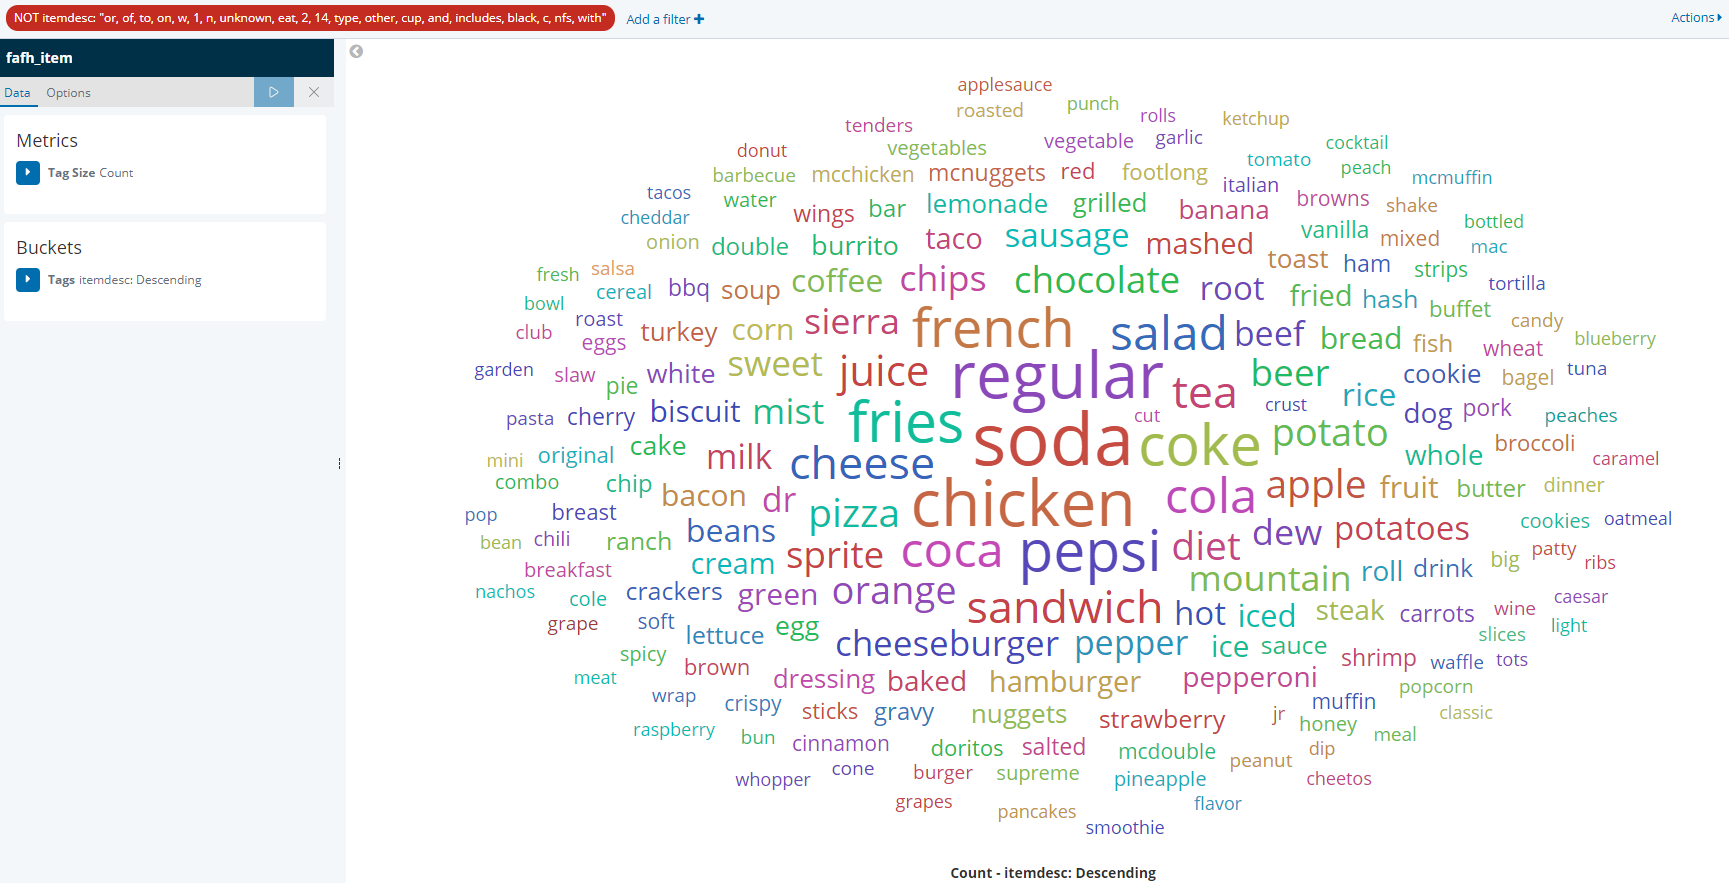 NOT itemdesc: "or, of, to, on, w, 1, n, unknown, eat, 2, 14, type, other, cup, and, includes, black, c, nfs, with"
Add a filter +
Actions
fafh_item
Data
Options
Metrics
Tag Size Count
Buckets
Tags itemdesc: Descending
applesauce
roasted
punch
rolls
ketchup
tenders
vegetables
vegetable
garlic
cocktail
donut
tomato
peach
barbecue
mcchicken
mcnuggets
red
footlong
italian
mcmuffin
tacos
water
wings
bar
lemonade
grilled
banana
browns
shake
cheddar
bottled
onion
double
burrito
taco
sausage
mashed
vanilla
mixed
mac
fresh
salsa
toast
ham
strips
bowl
cereal
bbq
soup
coffee
chips
chocolate
root
fried
hash
tortilla
club
roast
eggs
turkey
corn
sierra
french
salad
beef
bread
buffet
candy
fish
wheat
blueberry
garden
slaw
pie
white
sweet
juice
regular
tea
beer
rice
cookie
bagel
tuna
crust
pasta
cherry
biscuit
mist
fries
cut
dog
pork
peaches
mini
original
cake
milk
cheese
soda
coke
potato
whole
broccoli
caramel
combo
chip
bacon
dr
pizza
chicken
cola
apple
fruit
butter
dinner
pop
breast
beans
cookies
oatmeal
bean
chili
ranch
cream
sprite
coca
pepsi
diet
dew
potatoes
patty
breakfast
mountain
roll
drink
big
ribs
nachos
cole
crackers
green
orange
sandwich
hot
iced
steak
carrots
wine
caesar
grape
soft
lettuce
egg
cheeseburger
pepper
ice
sauce
slices
light
spicy
brown
shrimp
waffle
tots
meat
dressing
baked
hamburger
pepperoni
popcorn
wrap
crispy
sticks
gravy
nuggets
strawberry
jr
muffin
honey
classic
raspberry
bun
cinnamon
doritos
salted
mcdouble
dip
meal
whopper
cone
burger
supreme
pineapple
peanut
cheetos
grapes
pancakes
flavor
smoothie
Count - itemdesc: Descending